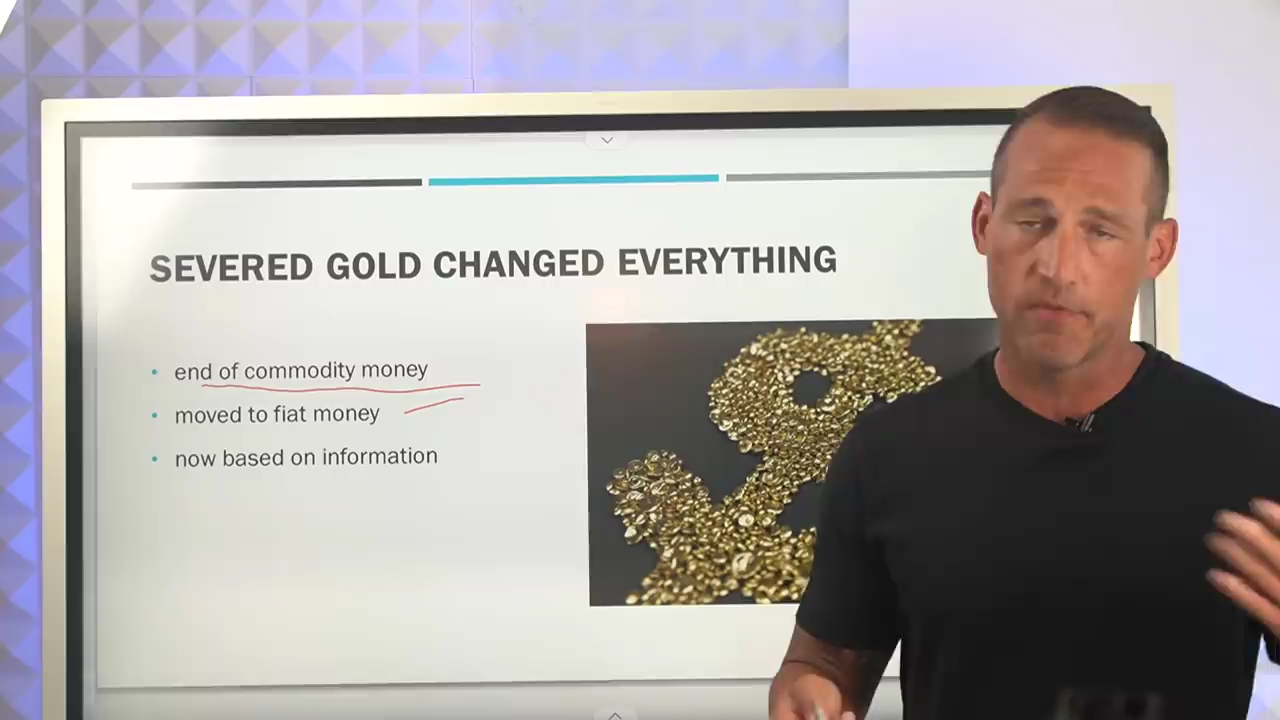 SEVERED GOLD CHANGED EVERYTHING
end of commodity money
moved to fiat money
now based on information